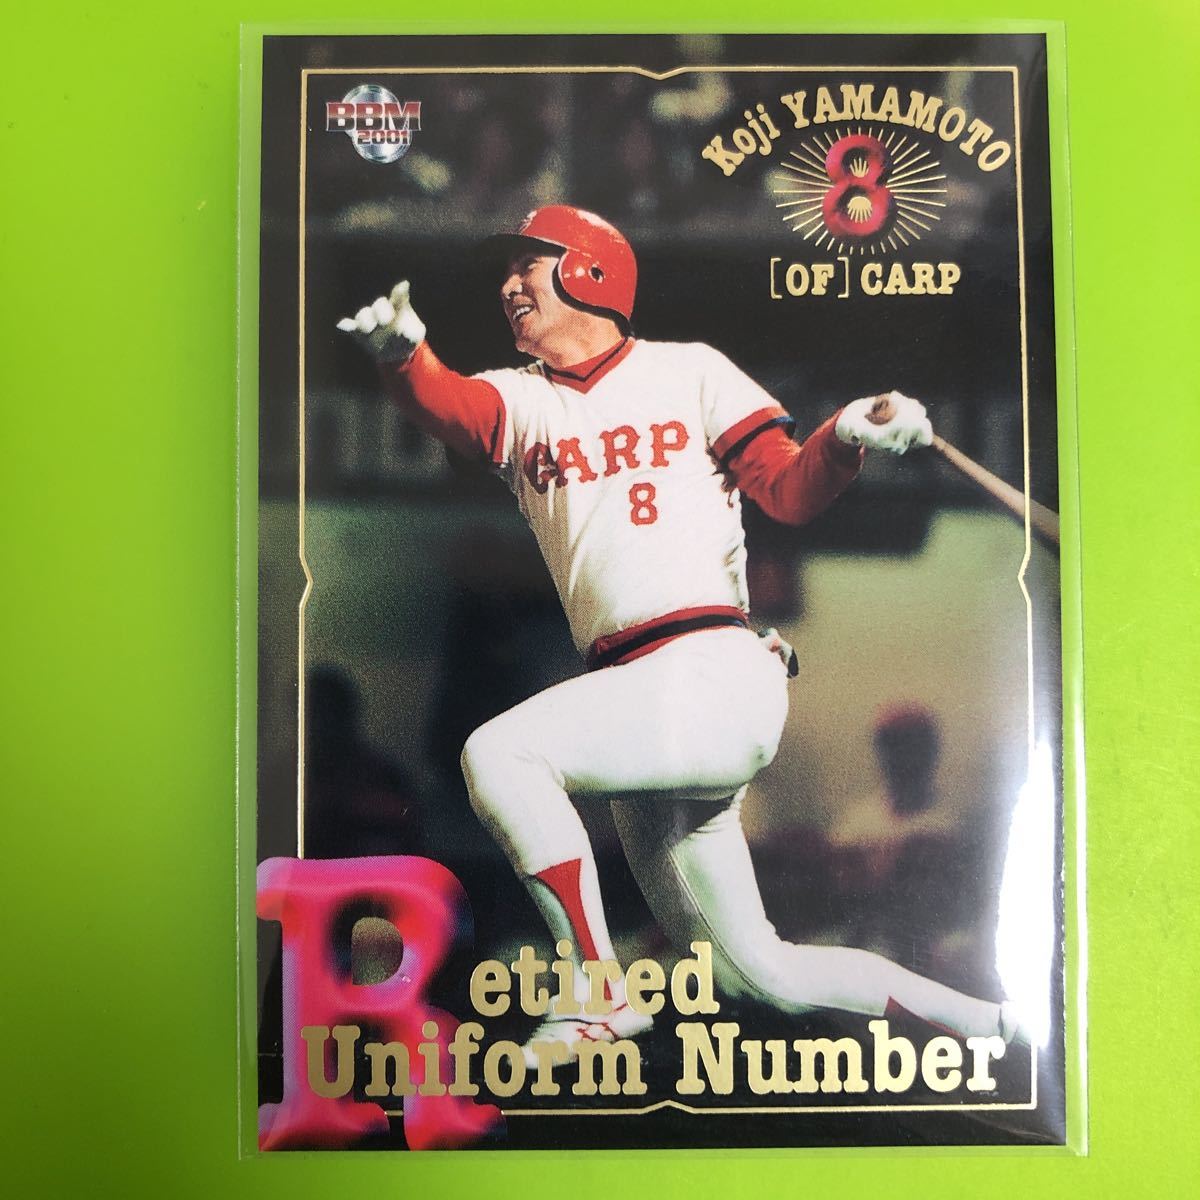 BBM
2001
Koji YAMAMOTO
8
[OF] CARP
CARP
8
Retired
Uniform Number